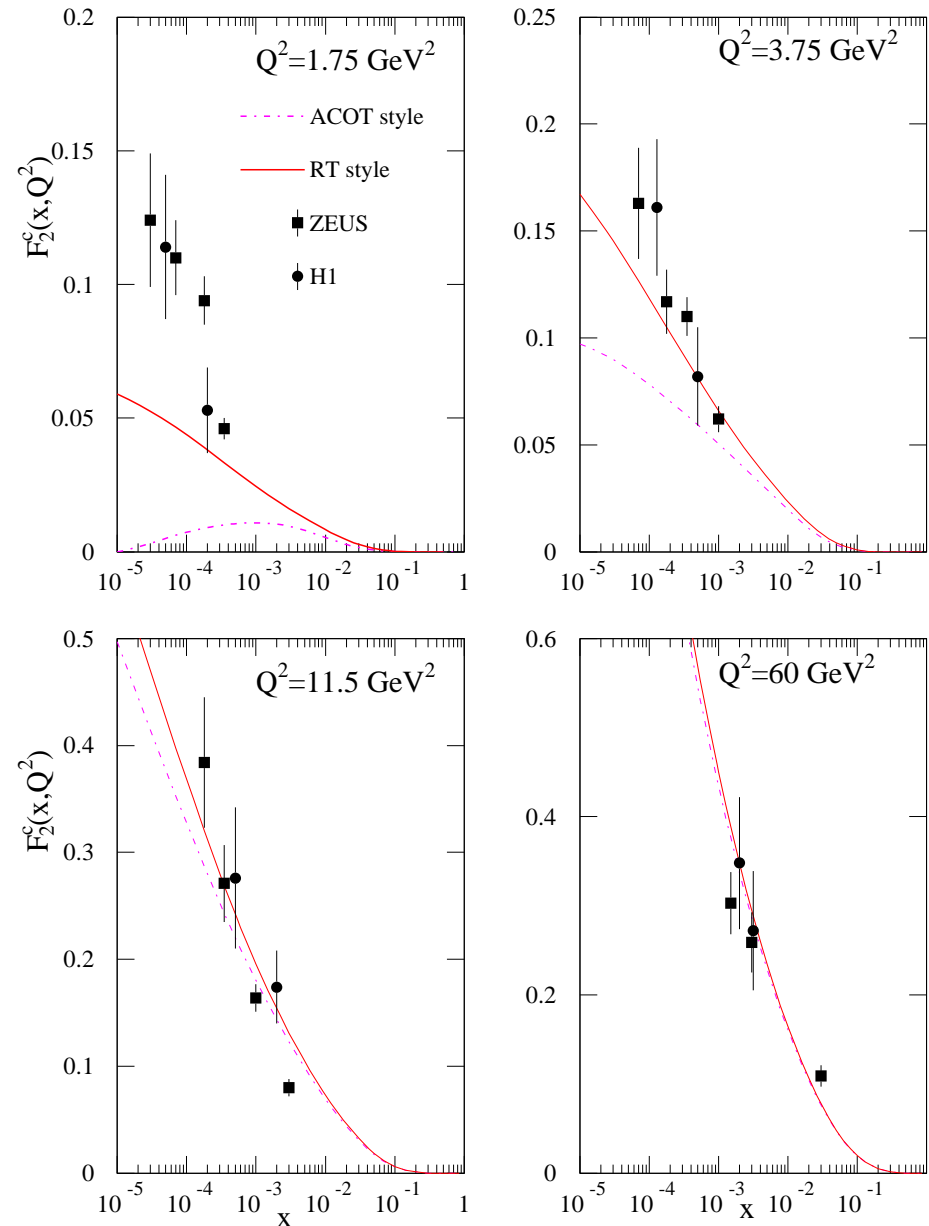 Q²=1.75 GeV²
ACOT style
RT style
ZEUS
H1
F₂ᶜ(x,Q²)
0.2
0.15
0.1
0.05
0
10⁻⁵ 10⁻⁴ 10⁻³ 10⁻² 10⁻¹ 1
Q²=3.75 GeV²
0.25
0.2
0.15
0.1
0.05
0
10⁻⁵ 10⁻⁴ 10⁻³ 10⁻² 10⁻¹
Q²=11.5 GeV²
F₂ᶜ(x,Q²)
0.5
0.4
0.3
0.2
0.1
0
10⁻⁵ 10⁻⁴ 10⁻³ 10⁻² 10⁻¹ 1
x
Q²=60 GeV²
0.6
0.4
0.2
0
10⁻⁵ 10⁻⁴ 10⁻³ 10⁻² 10⁻¹
x